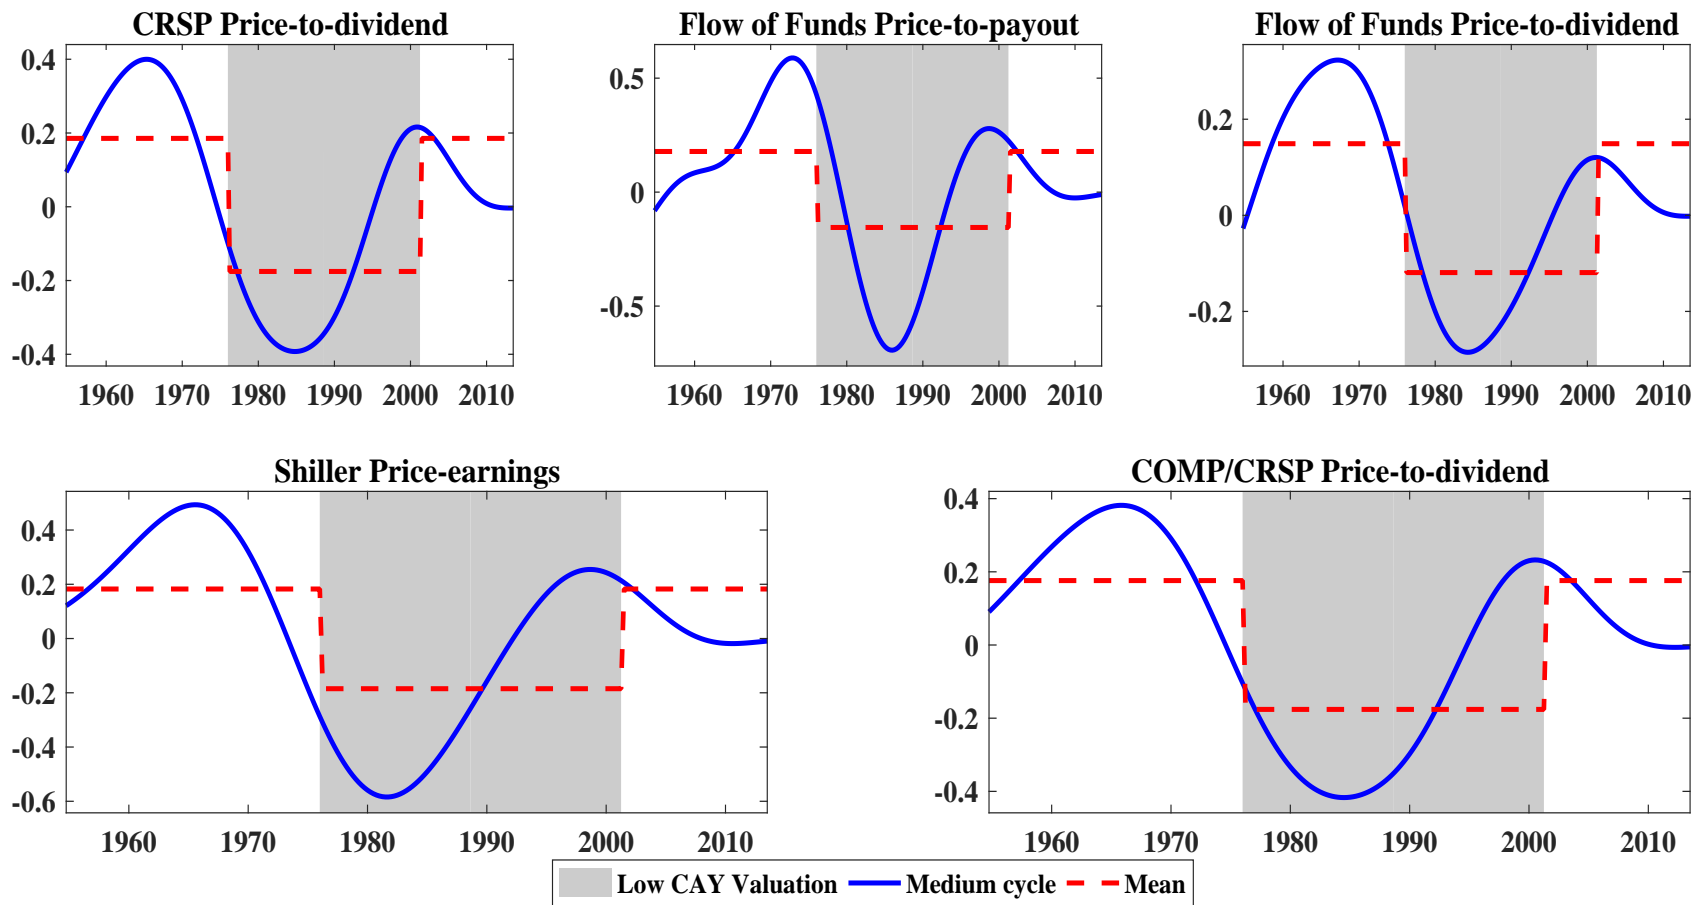 CRSP Price-to-dividend
0.4
0.2
0
-0.2
-0.4
1960 1970 1980 1990 2000 2010
Flow of Funds Price-to-payout
0.5
0
-0.5
1960 1970 1980 1990 2000 2010
Flow of Funds Price-to-dividend
0.2
0
-0.2
1960 1970 1980 1990 2000 2010
Shiller Price-earnings
0.4
0.2
0
-0.2
-0.4
-0.6
1960 1970 1980 1990 2000 2010
COMP/CRSP Price-to-dividend
0.4
0.2
0
-0.2
-0.4
1960 1970 1980 1990 2000 2010
Low CAY Valuation Medium cycle Mean